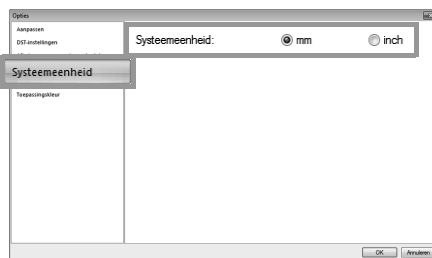 Opties
Aanpassen
DST-instellingen
Systeemeenheid
Toepassingskleur
Systeemeenheid: mm inch
OK Annuleren